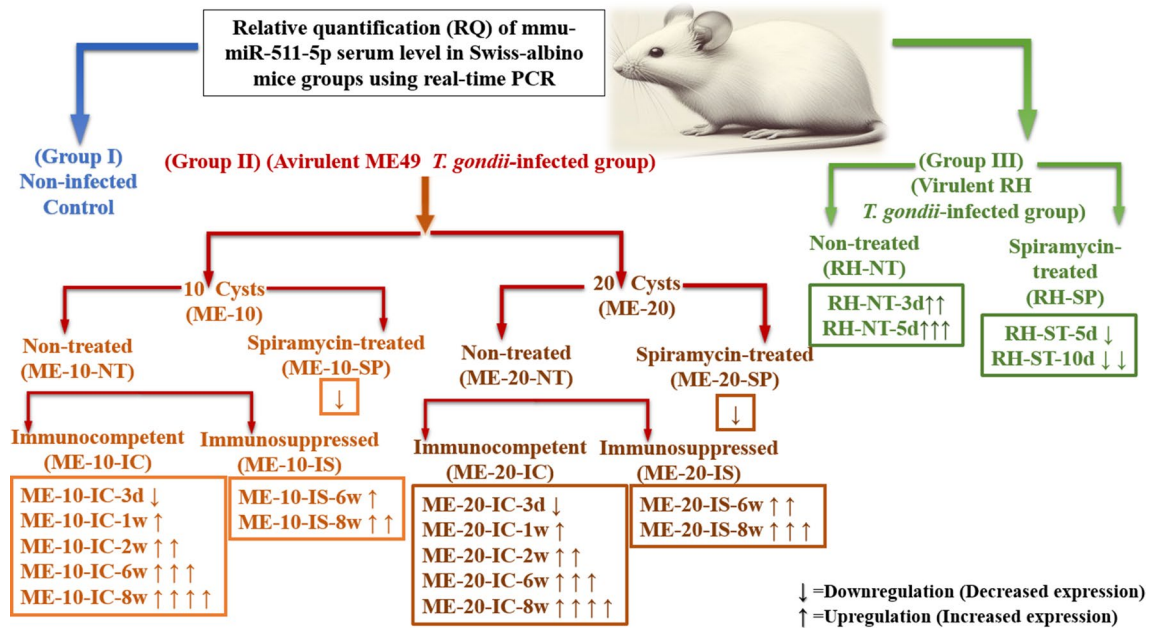 Relative quantification (RQ) of mmu-
miR-511-5p serum level in Swiss-albino
mice groups using real-time PCR
(Group I)
Non-infected
Control
(Group II) (Avirulent ME49 T. gondii-infected group)
(Group III)
(Virulent RH
T. gondii-infected group)
10 Cysts
(ME-10)
Non-treated
(ME-10-NT)
Spiramycin-treated
(ME-10-SP)
↓
Immunocompetent
(ME-10-IC)
ME-10-IC-3d ↓
ME-10-IC-1w ↑
ME-10-IC-2w ↑ ↑
ME-10-IC-6w ↑ ↑ ↑
ME-10-IC-8w ↑ ↑ ↑ ↑
Immunosuppressed
(ME-10-IS)
ME-10-IS-6w ↑
ME-10-IS-8w ↑ ↑
20 Cysts
(ME-20)
Non-treated
(ME-20-NT)
Spiramycin-treated
(ME-20-SP)
↓
Immunocompetent
(ME-20-IC)
ME-20-IC-3d ↓
ME-20-IC-1w ↑
ME-20-IC-2w ↑ ↑
ME-20-IC-6w ↑ ↑ ↑
ME-20-IC-8w ↑ ↑ ↑ ↑
Immunosuppressed
(ME-20-IS)
ME-20-IS-6w ↑ ↑
ME-20-IS-8w ↑ ↑ ↑
Non-treated
(RH-NT)
RH-NT-3d↑↑
RH-NT-5d↑↑↑
Spiramycin-
treated
(RH-SP)
RH-ST-5d ↓
RH-ST-10d ↓ ↓
↓ =Downregulation (Decreased expression)
↑ =Upregulation (Increased expression)